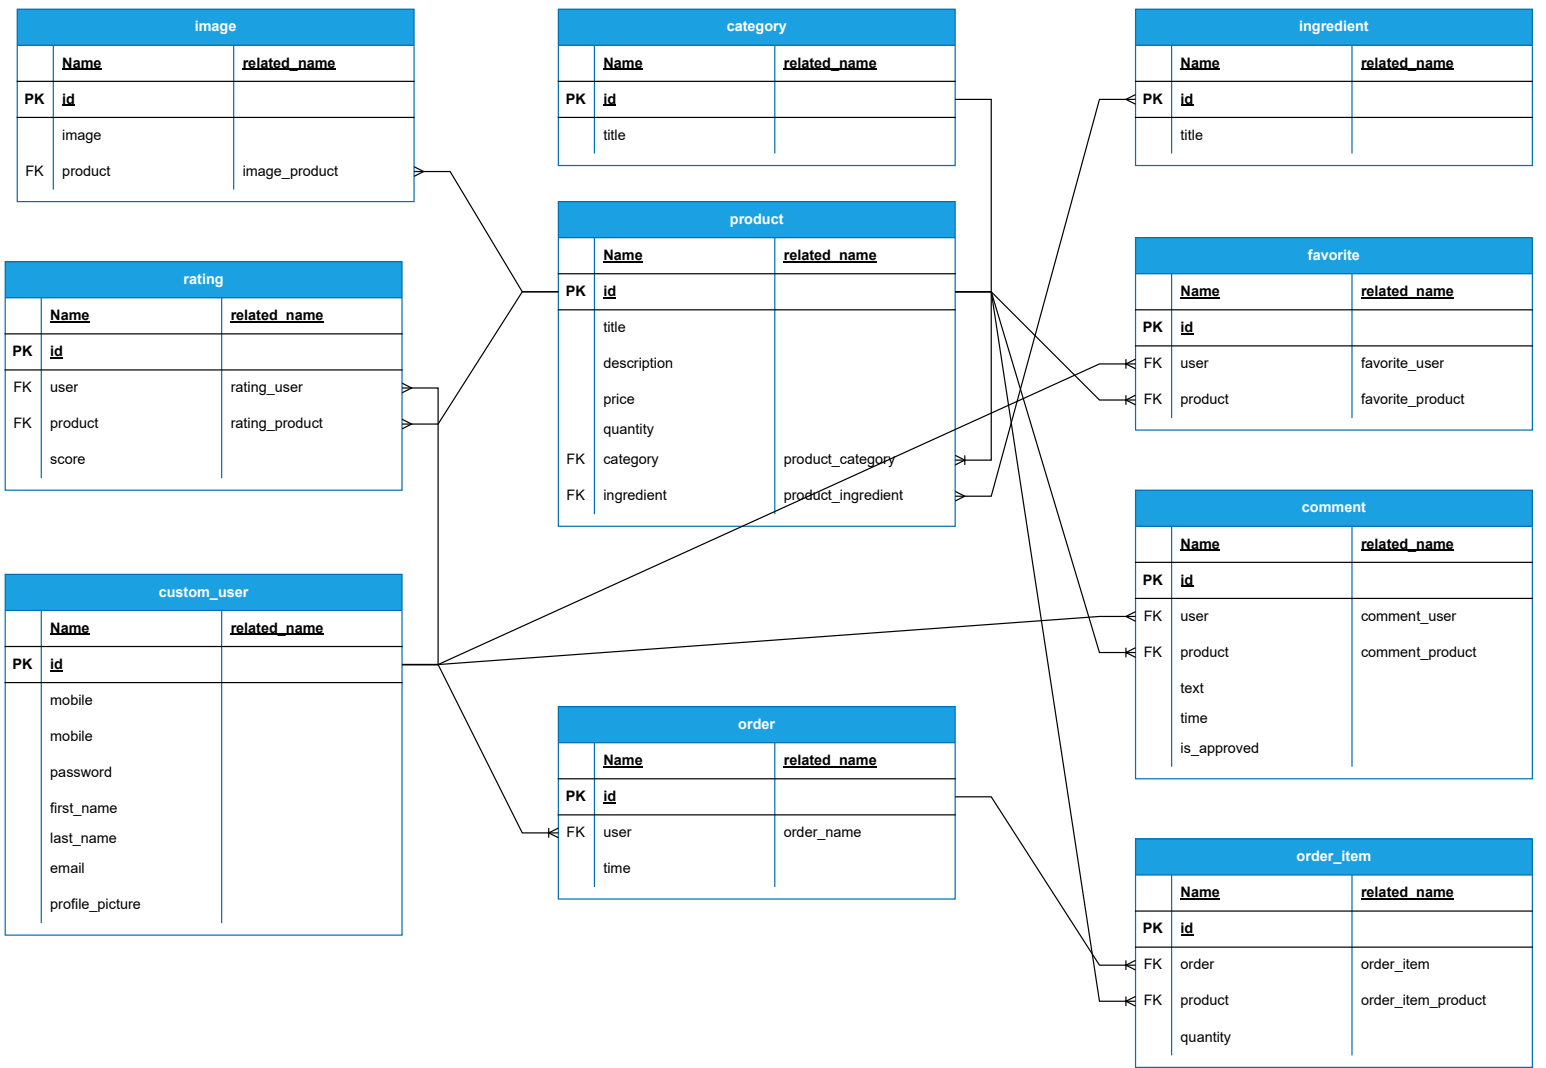 image
Name related_name
PK id
image
FK product image_product
category
Name related_name
PK id
title
ingredient
Name related_name
PK id
title
product
Name related_name
PK id
title
description
price
quantity
FK category product_category
FK ingredient product_ingredient
favorite
Name related_name
PK id
FK user favorite_user
FK product favorite_product
rating
Name related_name
PK id
FK user rating_user
FK product rating_product
score
comment
Name related_name
PK id
FK user comment_user
FK product comment_product
text
time
is_approved
custom_user
Name related_name
PK id
mobile
mobile
password
first_name
last_name
email
profile_picture
order
Name related_name
PK id
FK user order_name
time
order_item
Name related_name
PK id
FK order order_item
FK product order_item_product
quantity